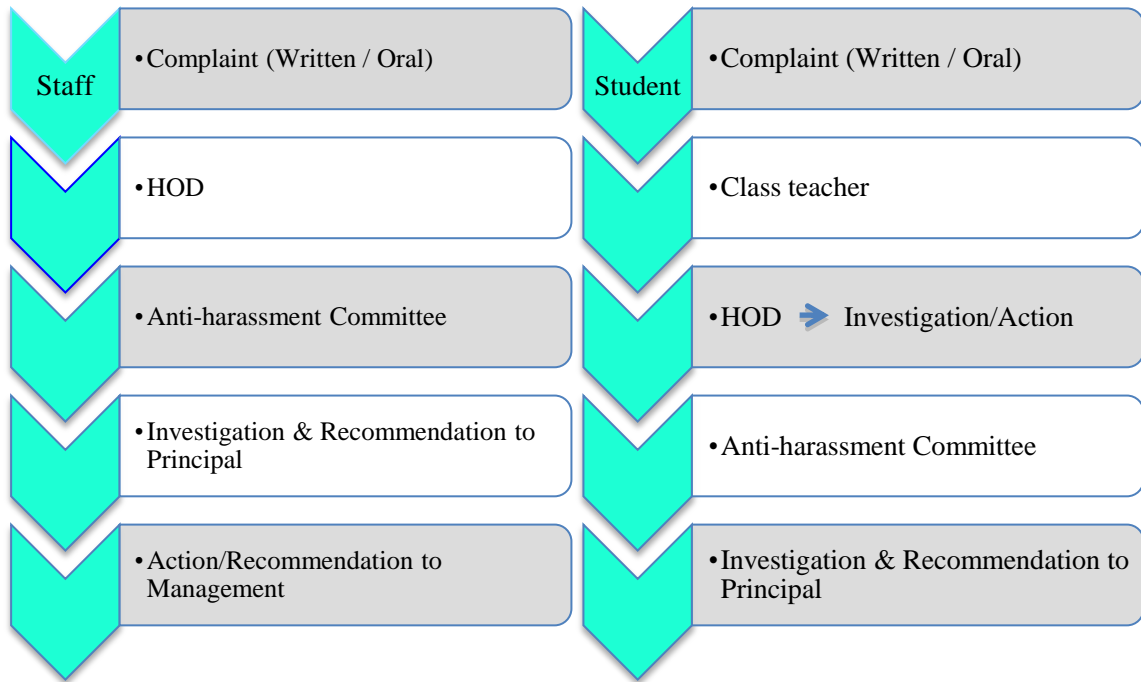 Staff
•Complaint (Written / Oral)
•HOD
•Anti-harassment Committee
•Investigation & Recommendation to
Principal
•Action/Recommendation to
Management
Student
•Complaint (Written / Oral)
•Class teacher
•HOD Investigation/Action
•Anti-harassment Committee
•Investigation & Recommendation to
Principal